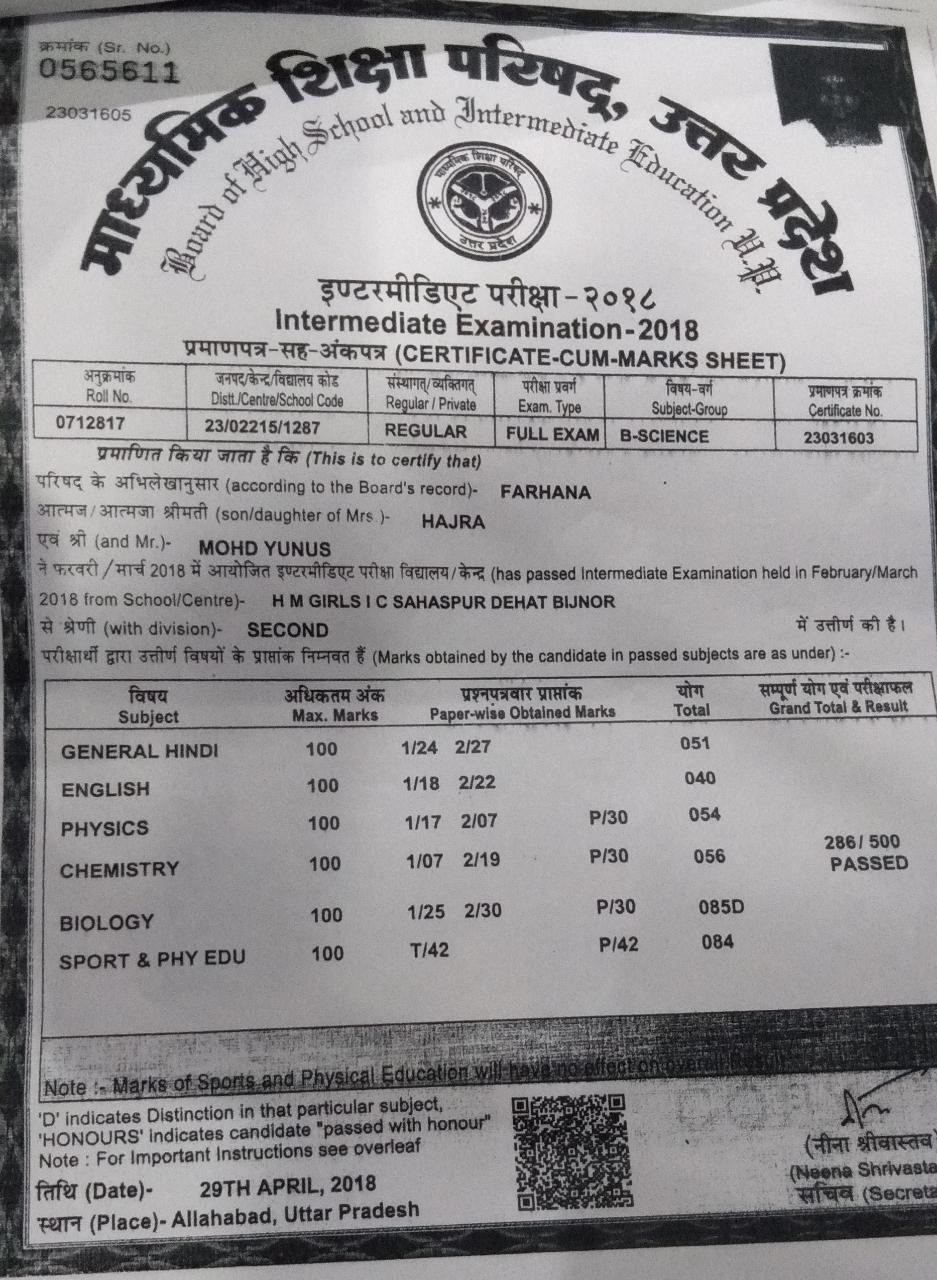 क्रमांक (Sr. No.)
0565611
23031605
माध्यमिक शिक्षा परिषद्, उत्तर प्रदेश
Board of High School and Intermediate Education U.P.
माध्यमिक शिक्षा परिषद
उत्तर प्रदेश
इण्टरमीडिएट परीक्षा - २०१८
Intermediate Examination-2018
प्रमाणपत्र-सह-अंकपत्र (CERTIFICATE-CUM-MARKS SHEET)
अनुक्रमांक जनपद/केन्द्र/विद्यालय कोड संस्थागत्/व्यक्तिगत् परीक्षा प्रवर्ग विषय-वर्ग प्रमाणपत्र क्रमांक
Roll No. Distt./Centre/School Code Regular / Private Exam. Type Subject-Group Certificate No.
0712817 23/02215/1287 REGULAR FULL EXAM B-SCIENCE 23031603
प्रमाणित किया जाता है कि (This is to certify that)
परिषद के अभिलेखानुसार (according to the Board's record)- FARHANA
आत्मज/आत्मजा श्रीमती (son/daughter of Mrs.)- HAJRA
एवं श्री (and Mr.)- MOHD YUNUS
ने फरवरी/मार्च 2018 में आयोजित इण्टरमीडिएट परीक्षा विद्यालय/केन्द्र (has passed Intermediate Examination held in February/March
2018 from School/Centre)- H M GIRLS I C SAHASPUR DEHAT BIJNOR
से श्रेणी (with division)- SECOND में उत्तीर्ण की है।
परीक्षार्थी द्वारा उत्तीर्ण विषयों के प्राप्तांक निम्नवत हैं (Marks obtained by the candidate in passed subjects are as under) :-
विषय अधिकतम अंक प्रश्नपत्रवार प्राप्तांक योग सम्पूर्ण योग एवं परीक्षाफल
Subject Max. Marks Paper-wise Obtained Marks Total Grand Total & Result
GENERAL HINDI 100 1/24 2/27 051
ENGLISH 100 1/18 2/22 040
PHYSICS 100 1/17 2/07 P/30 054
286/ 500
CHEMISTRY 100 1/07 2/19 P/30 056 PASSED
BIOLOGY 100 1/25 2/30 P/30 085D
SPORT & PHY EDU 100 T/42 P/42 084
Note :- Marks of Sports and Physical Education will have no effect on overall Result
'D' indicates Distinction in that particular subject,
'HONOURS' indicates candidate "passed with honour"
Note : For Important Instructions see overleaf
तिथि (Date)- 29TH APRIL, 2018
स्थान (Place)- Allahabad, Uttar Pradesh
(नीना श्रीवास्तव)
(Neena Shrivasta
सचिव (Secreta